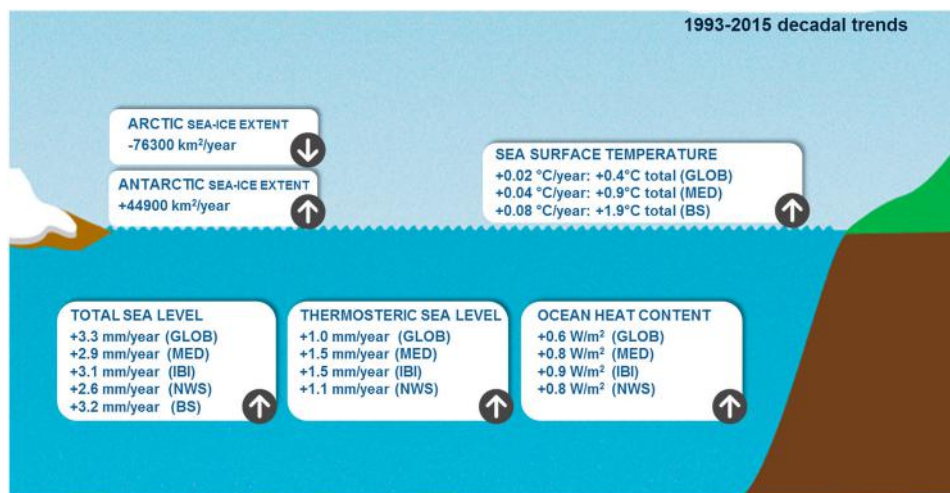 1993-2015 decadal trends
ARCTIC SEA-ICE EXTENT
-76300 km²/year
ANTARCTIC SEA-ICE EXTENT
+44900 km²/year
SEA SURFACE TEMPERATURE
+0.02 °C/year: +0.4°C total (GLOB)
+0.04 °C/year: +0.9°C total (MED)
+0.08 °C/year: +1.9°C total (BS)
TOTAL SEA LEVEL
+3.3 mm/year (GLOB)
+2.9 mm/year (MED)
+3.1 mm/year (IBI)
+2.6 mm/year (NWS)
+3.2 mm/year (BS)
THERMOSTERIC SEA LEVEL
+1.0 mm/year (GLOB)
+1.5 mm/year (MED)
+1.5 mm/year (IBI)
+1.1 mm/year (NWS)
OCEAN HEAT CONTENT
+0.6 W/m² (GLOB)
+0.8 W/m² (MED)
+0.9 W/m² (IBI)
+0.8 W/m² (NWS)